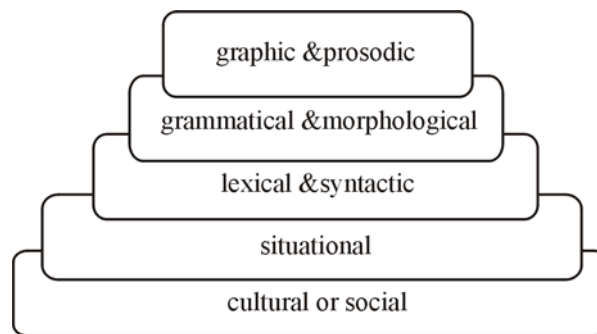 graphic &prosodic
grammatical &morphological
lexical &syntactic
situational
cultural or social